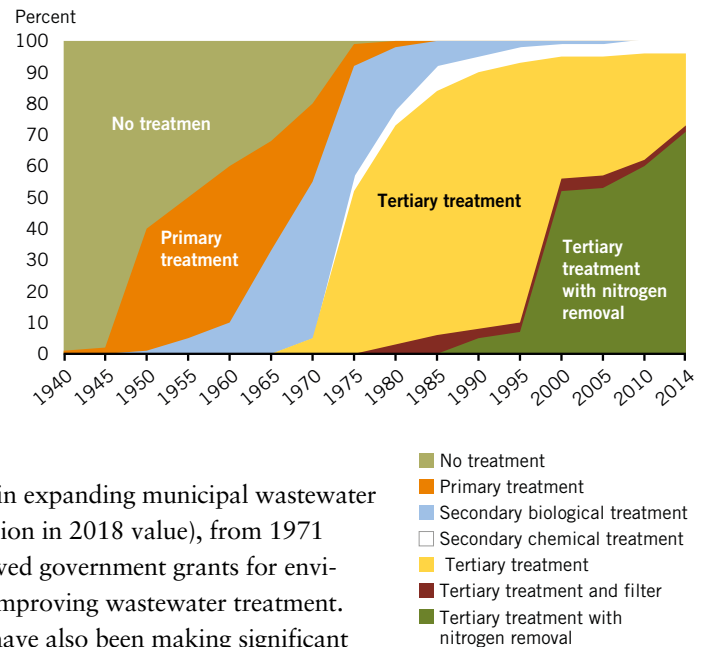 Percent
100
90
80
70
60
50
40
30
20
10
0
No treatmen
Primary
treatment
Tertiary treatment
Tertiary
treatment
with nitrogen
removal
1940
1945
1950
1955
1960
1965
1970
1975
1980
1985
1990
1995
2000
2005
2010
2014
in expanding municipal wastewater
ion in 2018 value), from 1971
ved government grants for envi-
mproving wastewater treatment.
have also been making significant
No treatment
Primary treatment
Secondary biological treatment
Secondary chemical treatment
Tertiary treatment
Tertiary treatment and filter
Tertiary treatment with
nitrogen removal